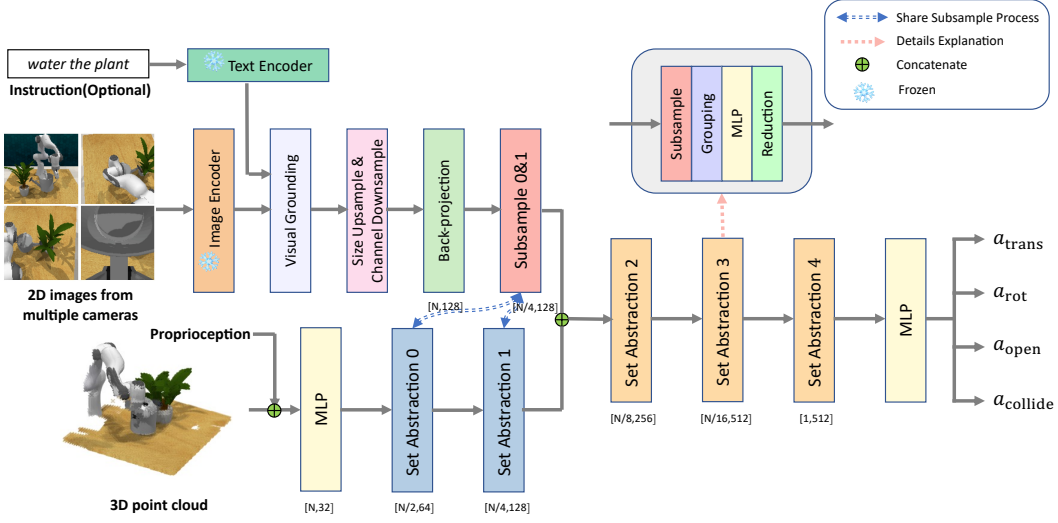 water the plant
Instruction(Optional)
Text Encoder
Share Subsample Process
Details Explanation
Concatenate
Frozen
Subsample
Grouping
MLP
Reduction
Image Encoder
Visual Grounding
Size Upsample &
Channel Downsample
Back-projection
Subsample 0&1
[N,128]
[N/4,128]
2D images from
multiple cameras
Proprioception
3D point cloud
MLP
[N,32]
Set Abstraction 0
[N/2,64]
Set Abstraction 1
[N/4,128]
Set Abstraction 2
[N/8,256]
Set Abstraction 3
[N/16,512]
Set Abstraction 4
[1,512]
MLP
a_trans
a_rot
a_open
a_collide